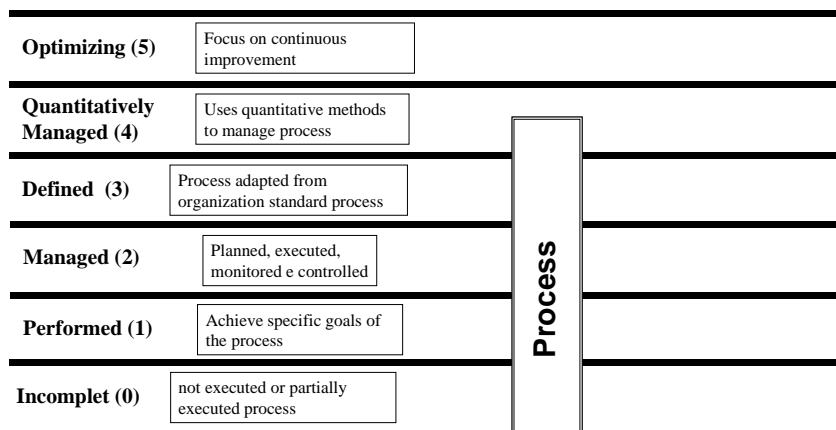 Optimizing (5)
Focus on continuous
improvement
Quantitatively
Managed (4)
Uses quantitative methods
to manage process
Defined (3)
Process adapted from
organization standard process
Managed (2)
Planned, executed,
monitored e controlled
Performed (1)
Achieve specific goals of
the process
Incomplet (0)
not executed or partially
executed process
Process